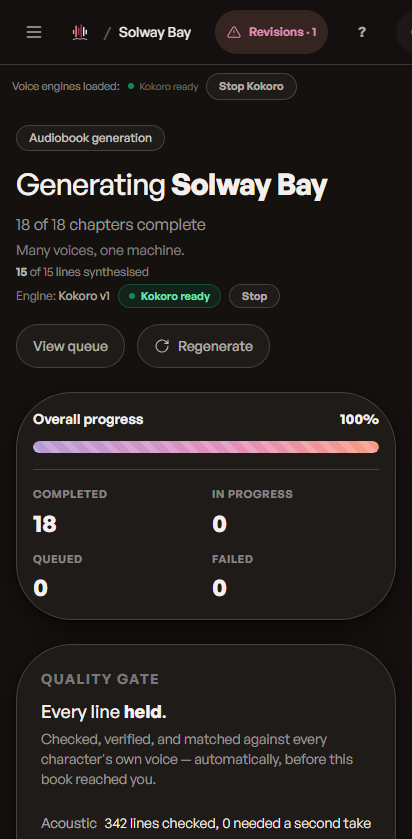 / Solway Bay
Revisions · 1
?
Voice engines loaded: Kokoro ready Stop Kokoro
Audiobook generation
Generating Solway Bay
18 of 18 chapters complete
Many voices, one machine.
15 of 15 lines synthesised
Engine: Kokoro v1 Kokoro ready Stop
View queue Regenerate
Overall progress 100%
COMPLETED IN PROGRESS
18 0
QUEUED FAILED
0 0
QUALITY GATE
Every line held.
Checked, verified, and matched against every
character's own voice — automatically, before this
book reached you.
Acoustic 342 lines checked, 0 needed a second take